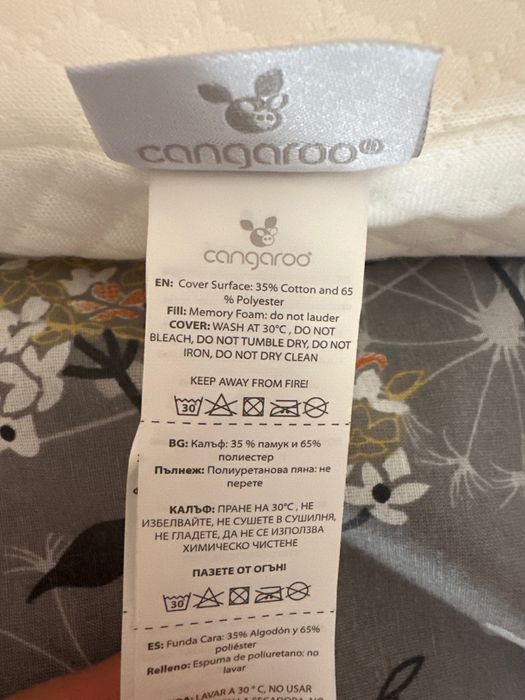 cangaroo
cangaroo
EN: Cover Surface: 35% Cotton and 65
% Polyester
Fill: Memory Foam: do not lauder
COVER: WASH AT 30°C , DO NOT
BLEACH, DO NOT TUMBLE DRY, DO NOT
IRON, DO NOT DRY CLEAN
KEEP AWAY FROM FIRE!
30
BG: Калъф: 35 % памук и 65%
полиестер
Пълнеж: Полиуретанова пяна: не
перете
КАЛЪФ: ПРАНЕ НА 30°C , НЕ
ИЗБЕЛВАЙТЕ, НЕ СУШЕТЕ В СУШИЛНЯ,
НЕ ГЛАДЕТЕ, ДА НЕ СЕ ИЗПОЛЗВА
ХИМИЧЕСКО ЧИСТЕНЕ
ПАЗЕТЕ ОТ ОГЪН!
30
ES: Funda Cara: 35% Algodón y 65%
poliéster
Relleno: Espuma de poliuretano: no
lavar
LAVAR A 30 ° C, NO USAR